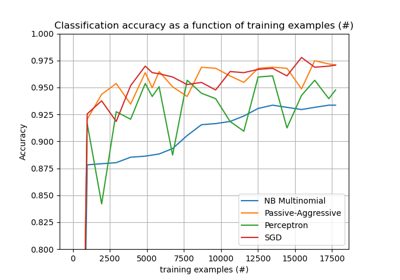 Classification accuracy as a function of training examples (#)
1.000
0.975
0.950
0.925
0.900
0.875
0.850
0.825
0.800
Accuracy
NB Multinomial
Passive-Aggressive
Perceptron
SGD
0 2500 5000 7500 10000 12500 15000 17500
training examples (#)